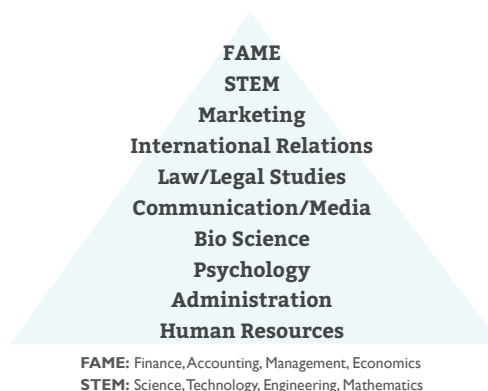 FAME
STEM
Marketing
International Relations
Law/Legal Studies
Communication/Media
Bio Science
Psychology
Administration
Human Resources
FAME: Finance, Accounting, Management, Economics
STEM: Science, Technology, Engineering, Mathematics